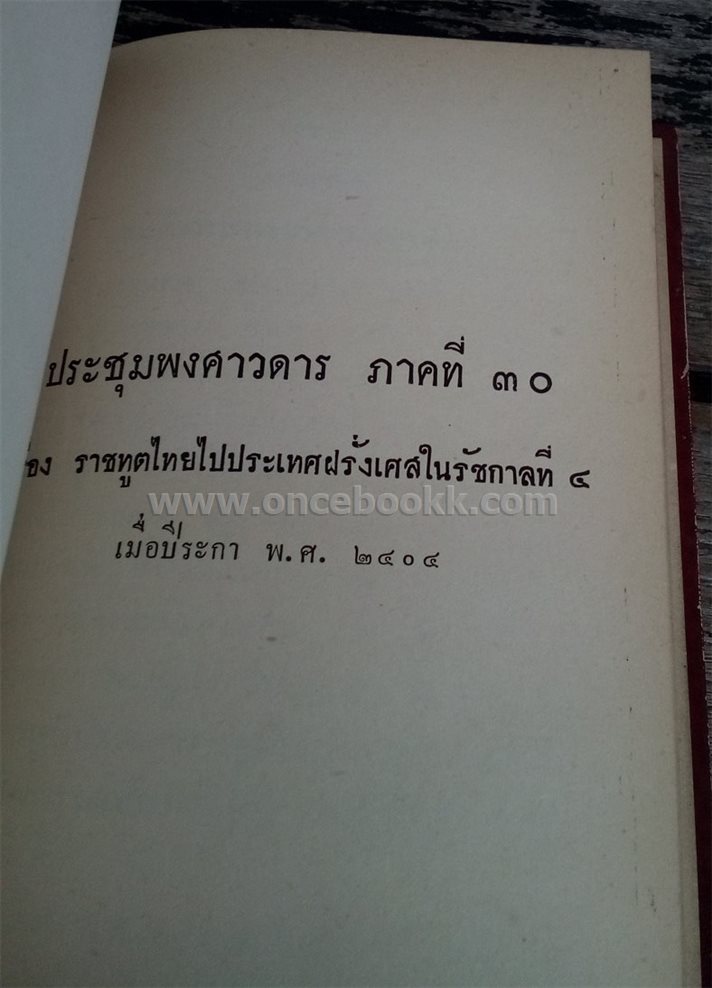 ประชุมพงศาวดาร ภาคที่ ๓๐
ราชทูตไทยไปประเทศฝรั่งเศสในรัชกาลที่ ๔
www.oncebookk.com
เมื่อปีระกา พ.ศ. ๒๔๐๔